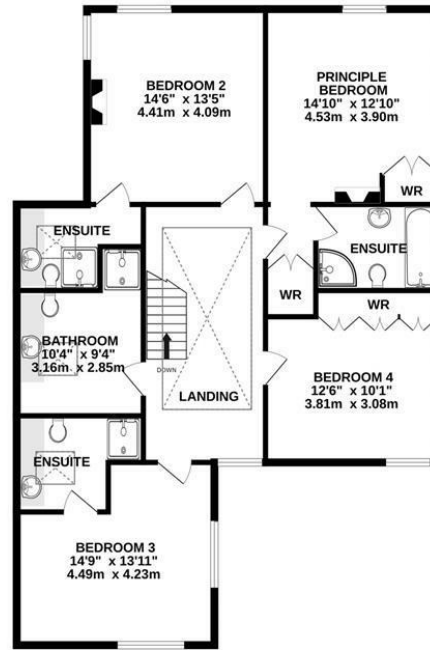 BEDROOM 2
14'6" x 13'5"
4.41m x 4.09m
PRINCIPLE
BEDROOM
14'10" x 12'10"
4.53m x 3.90m
WR
ENSUITE
ENSUITE
WR
WR
BATHROOM
10'4" x 9'4"
3.16m x 2.85m
DOWN
LANDING
BEDROOM 4
12'6" x 10'1"
3.81m x 3.08m
ENSUITE
BEDROOM 3
14'9" x 13'11"
4.49m x 4.23m